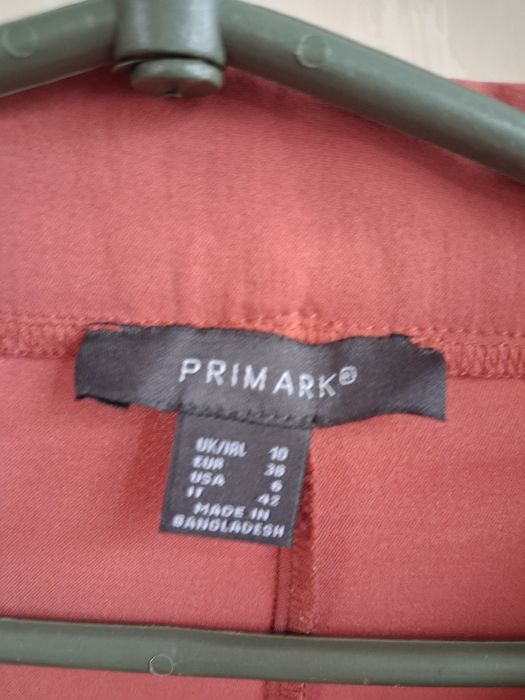 PRIMARK®
UK/IRL 10
EUR 38
USA 6
IT 42
MADE IN
BANGLADESH